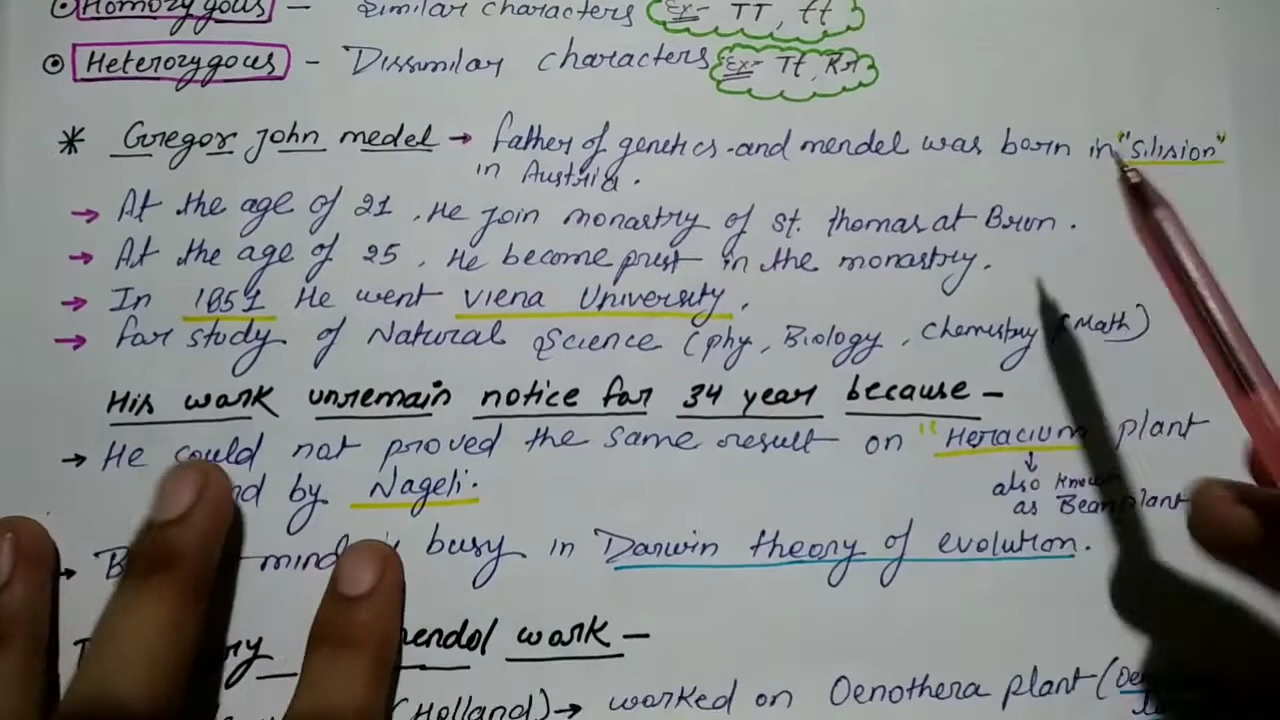 Homozygous - Similar characters Ex- TT, tt
Heterozygous - Dissimilar characters Ex- Tt, Rr
* Gregor john medel → father of genetics and mendel was born in "Silision"
in Austria.
→ At the age of 21. He join monastry of st. thomas at Brun.
→ At the age of 25, He become prist in the monastry.
→ In 1851 He went Viena University.
→ for study of Natural Science (phy, Biology, Chemistry, Math)
His work unremain notice for 34 year because -
→ He could not proved the same result on "Heracium plant
↓
also known
as Beanplant
by Nageli.
→ mind busy in Darwin theory of evolution.
mendel work -
(Holland) → worked on Oenothera plant (